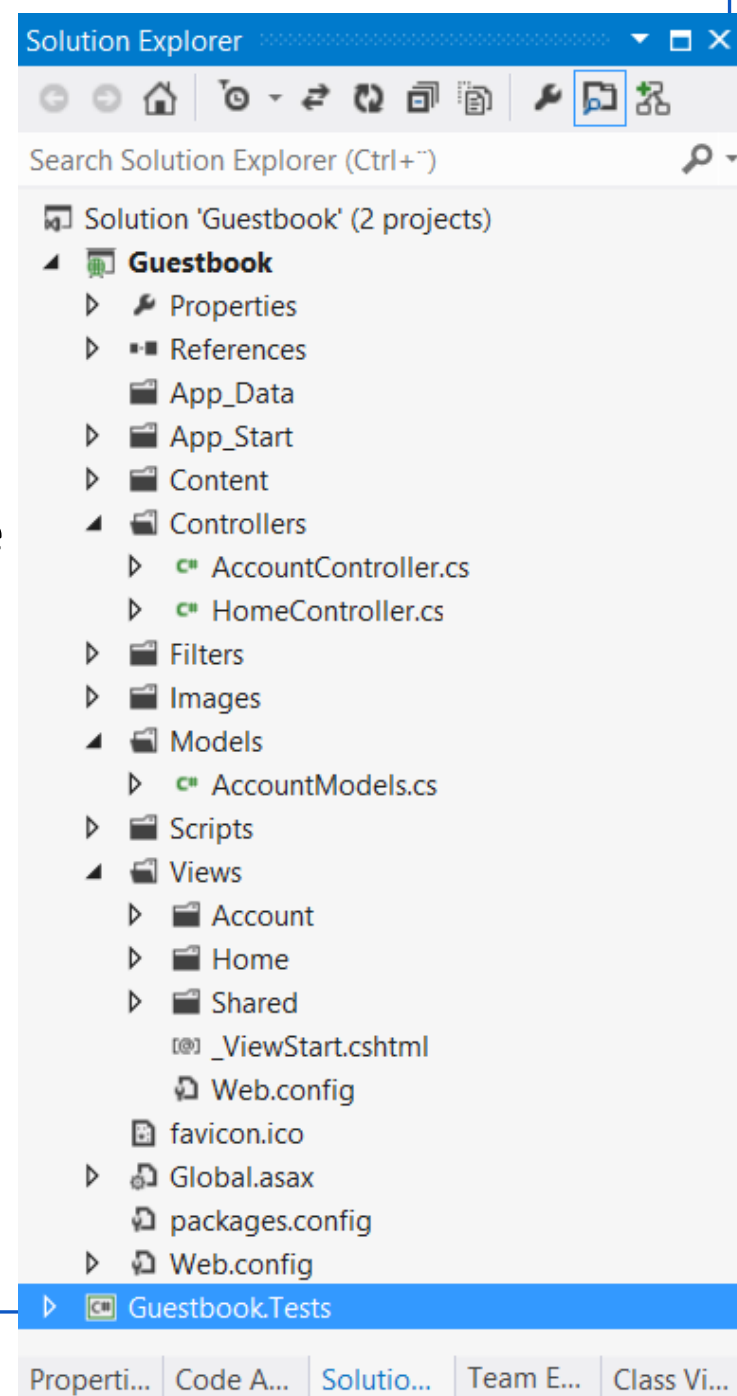 Solution Explorer
Search Solution Explorer (Ctrl+¨)
Solution 'Guestbook' (2 projects)
Guestbook
Properties
References
App_Data
App_Start
Content
Controllers
C# AccountController.cs
C# HomeController.cs
Filters
Images
Models
C# AccountModels.cs
Scripts
Views
Account
Home
Shared
[@] _ViewStart.cshtml
Web.config
favicon.ico
Global.asax
packages.config
Web.config
C# Guestbook.Tests
Properti... Code A... Solutio... Team E... Class Vi...